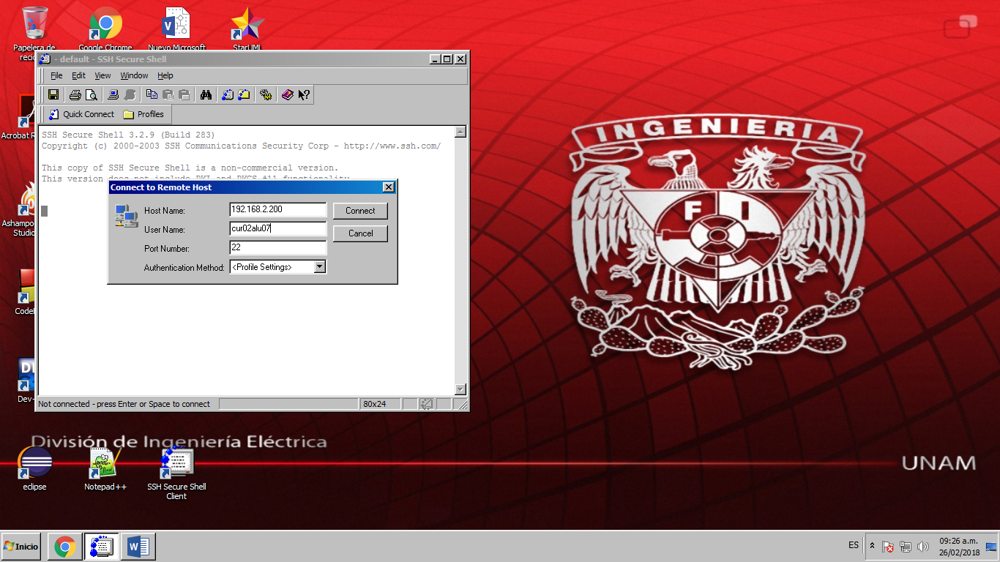 Papelera de
recic
Google Chrome
Nuevo Microsoft
StarUML
- default - SSH Secure Shell
File Edit View Window Help
Quick Connect Profiles
SSH Secure Shell 3.2.9 (Build 283)
Copyright (c) 2000-2003 SSH Communications Security Corp - http://www.ssh.com/
This copy of SSH Secure Shell is a non-commercial version.
This version does not include PKI and PKCS #11 functionality.
Connect to Remote Host
Host Name: 192.168.2.200 Connect
User Name: cur02alu07 Cancel
Port Number: 22
Authentication Method: <Profile Settings>
Not connected - press Enter or Space to connect 80x24
Acrobat R
Ashampo
Studio
CodeI
Dev-
INGENIERIA
F I
División de Ingeniería Eléctrica
UNAM
eclipse
Notepad++
SSH Secure Shell
Client
Inicio
ES
09:26 a.m.
26/02/2018